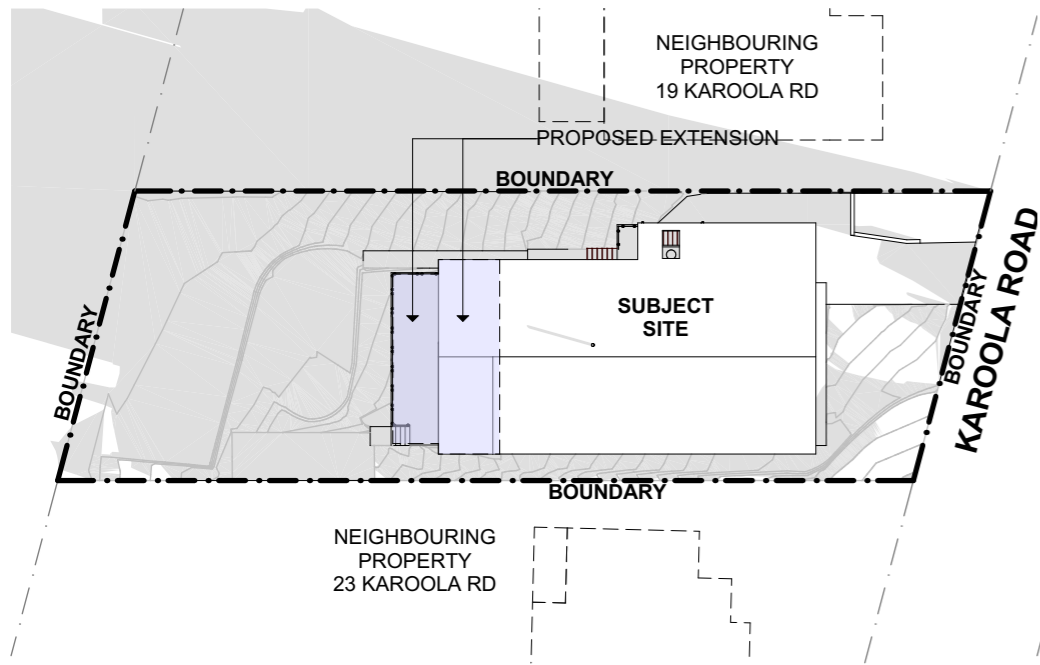 NEIGHBOURING
PROPERTY
19 KAROOLA RD
PROPOSED EXTENSION
BOUNDARY
SUBJECT
SITE
BOUNDARY
BOUNDARY
KAROOLA ROAD
BOUNDARY
NEIGHBOURING
PROPERTY
23 KAROOLA RD